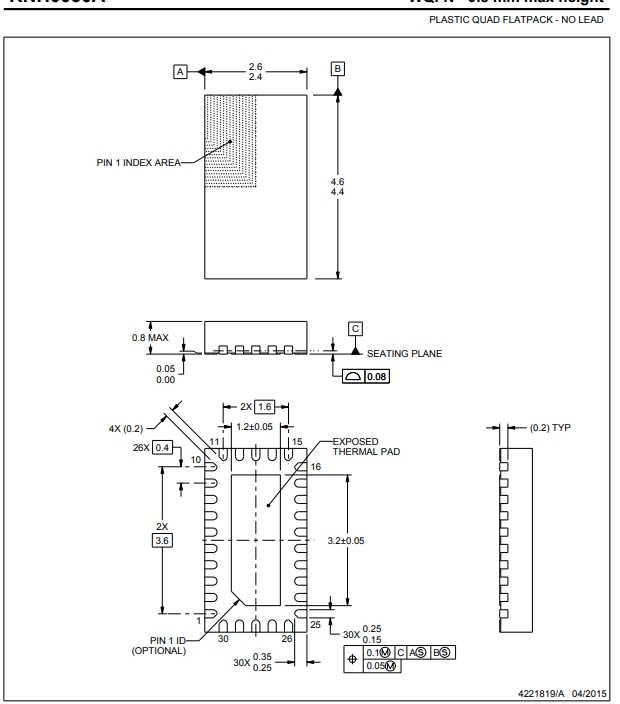 WQFN - 0.8 mm max height
PLASTIC QUAD FLATPACK - NO LEAD
A
2.6
2.4
B
PIN 1 INDEX AREA
4.6
4.4
0.8 MAX
C
SEATING PLANE
0.05
0.00
0.08
2X 1.6
4X (0.2)
1.2±0.05
(0.2) TYP
11
15
EXPOSED
THERMAL PAD
26X 0.4
10
16
2X
3.6
3.2±0.05
1
25
PIN 1 ID
(OPTIONAL)
30
26
30X 0.25
0.15
30X 0.35
0.25
0.1Ⓜ C AⓈ BⓈ
0.05Ⓜ
4221819/A 04/2015